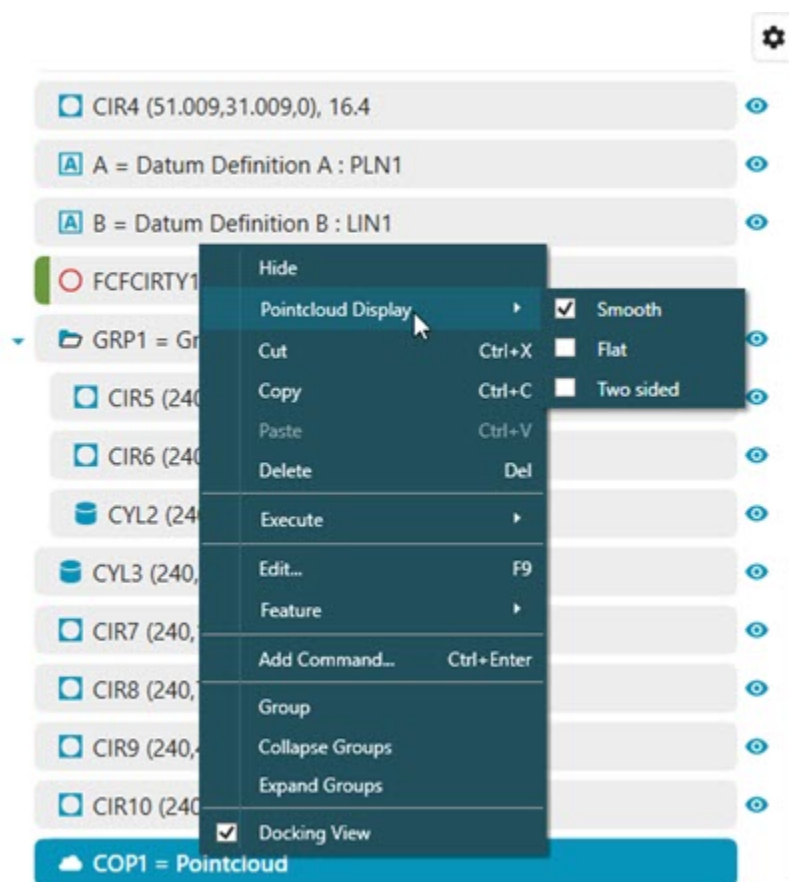 CIR4 (51.009,31.009,0), 16.4
A A = Datum Definition A : PLN1
A B = Datum Definition B : LIN1
FCFCIRTY1
GRP1 = Gr
CIR5 (240
CIR6 (240
CYL2 (24
CYL3 (240,
CIR7 (240,
CIR8 (240,
CIR9 (240,
CIR10 (240
COP1 = Pointcloud
Hide
Pointcloud Display
Cut Ctrl+X
Copy Ctrl+C
Paste Ctrl+V
Delete Del
Execute
Edit... F9
Feature
Add Command... Ctrl+Enter
Group
Collapse Groups
Expand Groups
Docking View
Smooth
Flat
Two sided